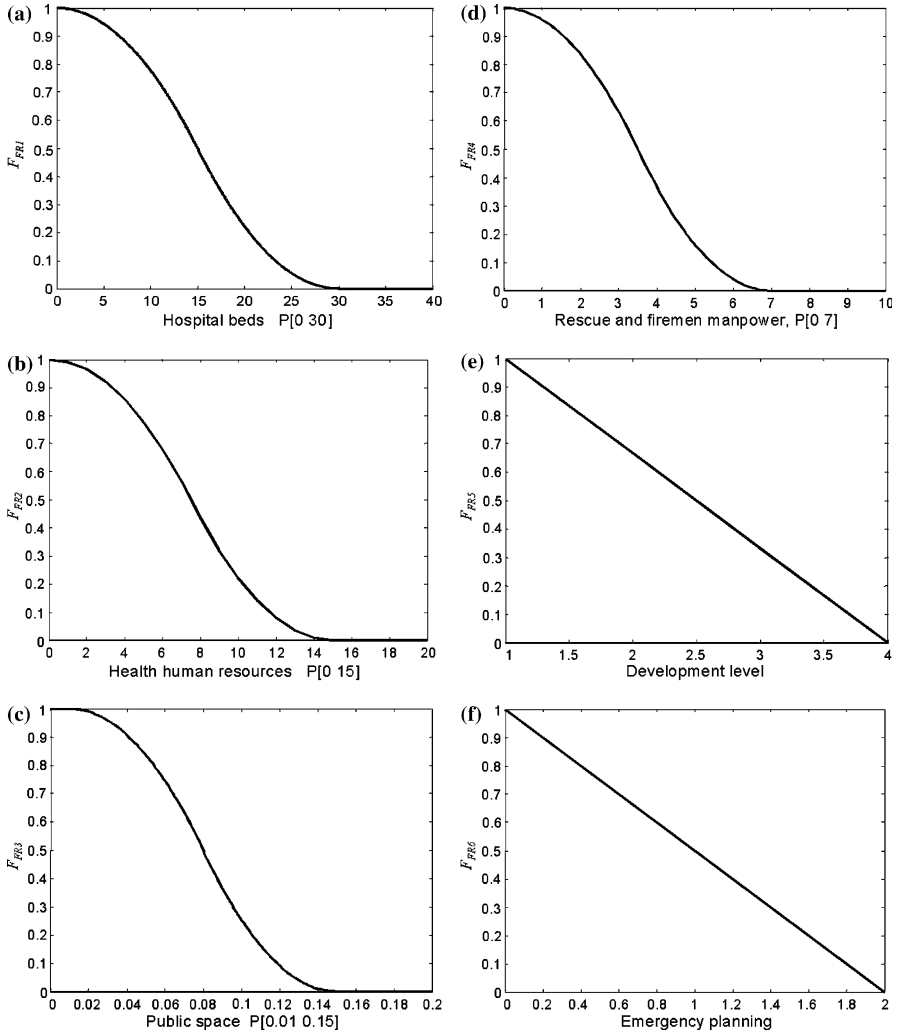 (a)
1
0.9
0.8
0.7
0.6
0.5
0.4
0.3
0.2
0.1
0
F_FR1
0 5 10 15 20 25 30 35 40
Hospital beds P[0 30]
(b)
1
0.9
0.8
0.7
0.6
0.5
0.4
0.3
0.2
0.1
0
F_FR2
0 2 4 6 8 10 12 14 16 18 20
Health human resources P[0 15]
(c)
1
0.9
0.8
0.7
0.6
0.5
0.4
0.3
0.2
0.1
0
F_FR3
0 0.02 0.04 0.06 0.08 0.1 0.12 0.14 0.16 0.18 0.2
Public space P[0.01 0.15]
(d)
1
0.9
0.8
0.7
0.6
0.5
0.4
0.3
0.2
0.1
0
F_FR4
0 1 2 3 4 5 6 7 8 9 10
Rescue and firemen manpower, P[0 7]
(e)
1
0.9
0.8
0.7
0.6
0.5
0.4
0.3
0.2
0.1
0
F_FR5
1 1.5 2 2.5 3 3.5 4
Development level
(f)
1
0.9
0.8
0.7
0.6
0.5
0.4
0.3
0.2
0.1
0
F_FR6
0 0.2 0.4 0.6 0.8 1 1.2 1.4 1.6 1.8 2
Emergency planning